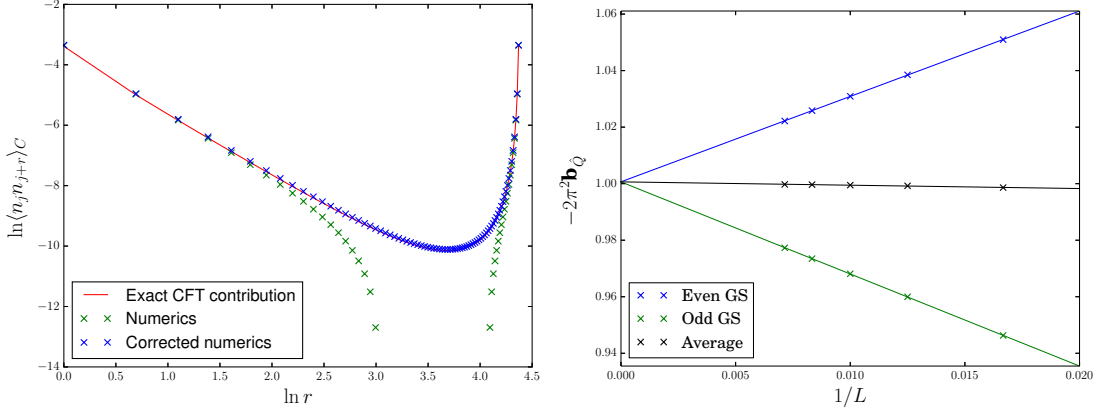 −2
−4
−6
−8
−10
−12
−14
ln⟨n_j n_{j+r}⟩_C
Exact CFT contribution
Numerics
Corrected numerics
0.0 0.5 1.0 1.5 2.0 2.5 3.0 3.5 4.0 4.5
ln r
1.06
1.04
1.02
1.00
0.98
0.96
0.94
−2π²b_Q̂
Even GS
Odd GS
Average
0.000 0.005 0.010 0.015 0.020
1/L